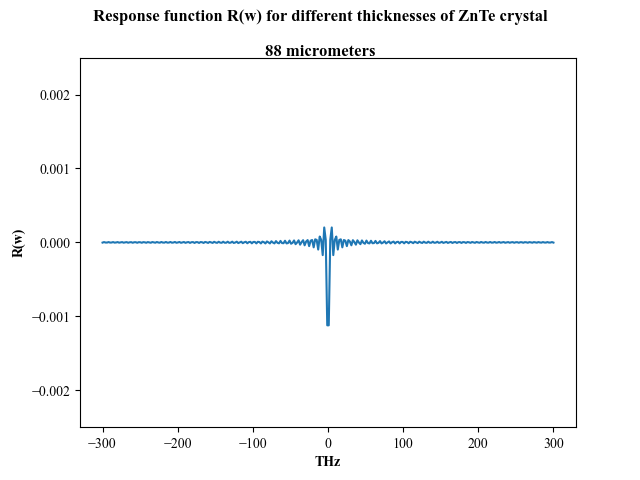 Response function R(w) for different thicknesses of ZnTe crystal
88 micrometers
0.002
0.001
0.000
−0.001
−0.002
R(w)
−300 −200 −100 0 100 200 300
THz